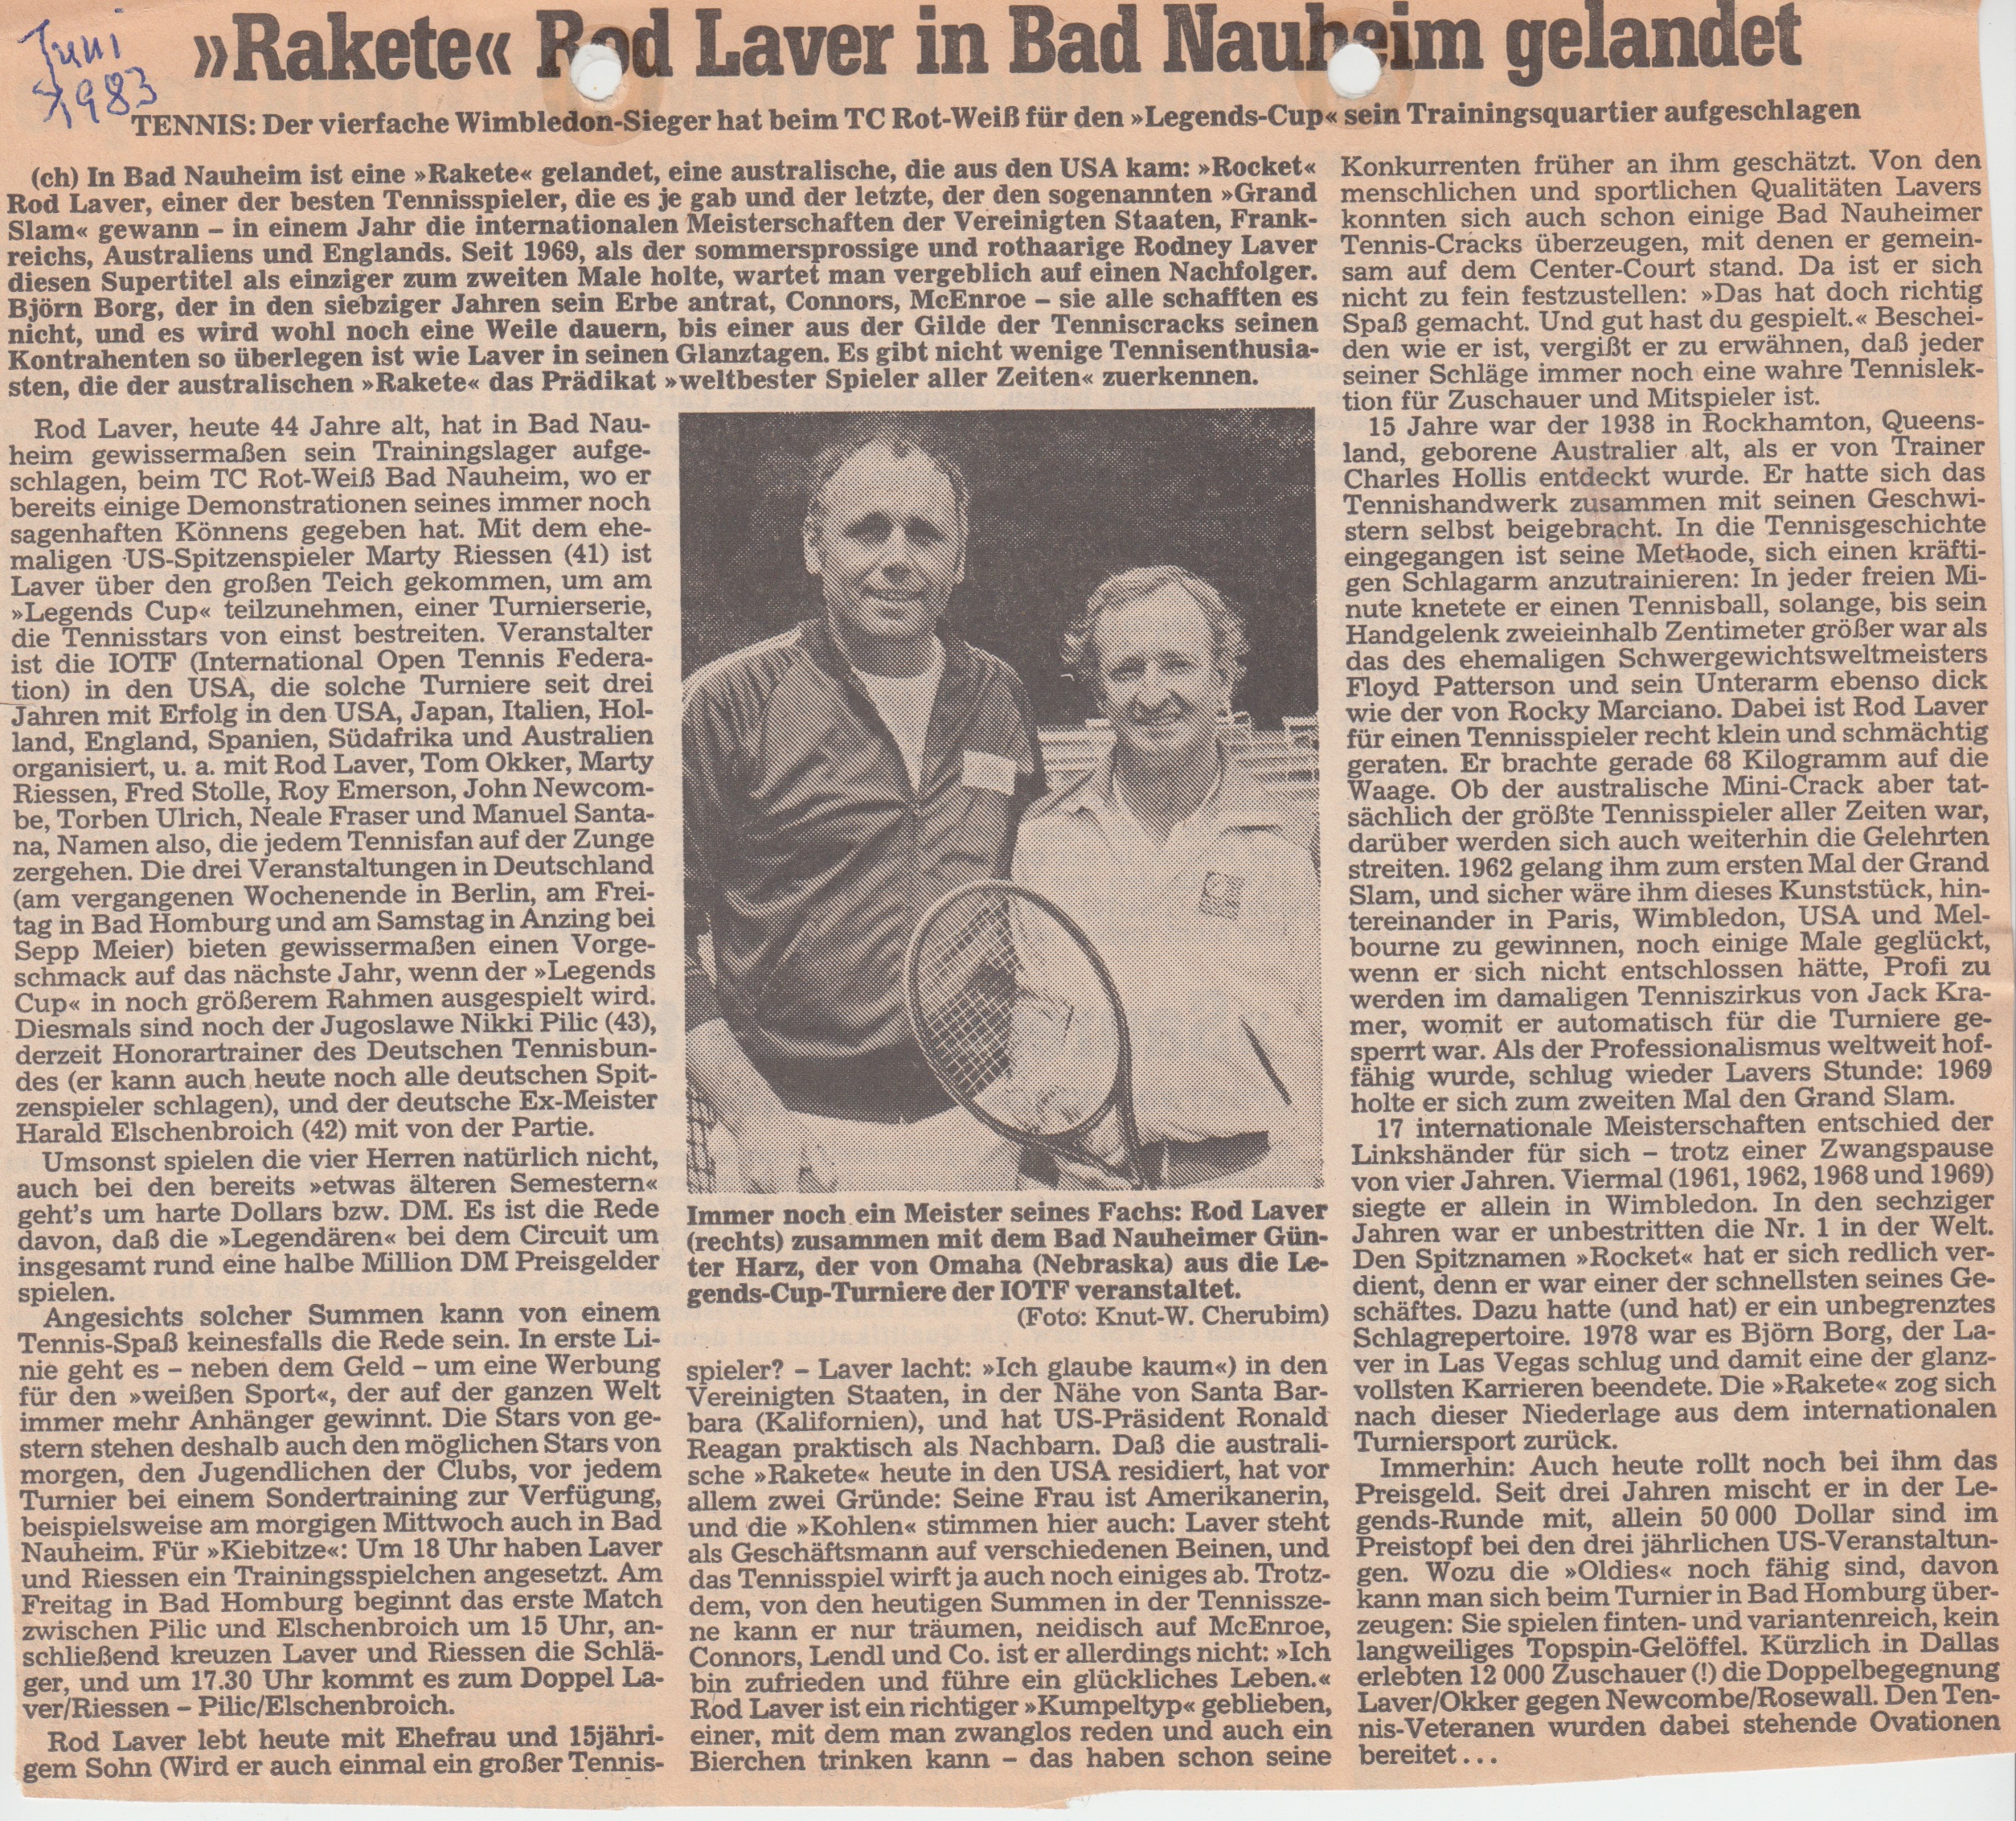 Juni
1983
»Rakete« Rod Laver in Bad Nauheim gelandet
TENNIS: Der vierfache Wimbledon-Sieger hat beim TC Rot-Weiß für den »Legends-Cup« sein Trainingsquartier aufgeschlagen
(ch) In Bad Nauheim ist eine »Rakete« gelandet, eine australische, die aus den USA kam: »Rocket«
Rod Laver, einer der besten Tennisspieler, die es je gab und der letzte, der den sogenannten »Grand
Slam« gewann – in einem Jahr die internationalen Meisterschaften der Vereinigten Staaten, Frank-
reichs, Australiens und Englands. Seit 1969, als der sommersprossige und rothaarige Rodney Laver
diesen Supertitel als einziger zum zweiten Male holte, wartet man vergeblich auf einen Nachfolger.
Björn Borg, der in den siebziger Jahren sein Erbe antrat, Connors, McEnroe – sie alle schafften es
nicht, und es wird wohl noch eine Weile dauern, bis einer aus der Gilde der Tenniscracks seinen
Kontrahenten so überlegen ist wie Laver in seinen Glanztagen. Es gibt nicht wenige Tennisenthusia-
sten, die der australischen »Rakete« das Prädikat »weltbester Spieler aller Zeiten« zuerkennen.
Rod Laver, heute 44 Jahre alt, hat in Bad Nau-
heim gewissermaßen sein Trainingslager aufge-
schlagen, beim TC Rot-Weiß Bad Nauheim, wo er
bereits einige Demonstrationen seines immer noch
sagenhaften Könnens gegeben hat. Mit dem ehe-
maligen US-Spitzenspieler Marty Riessen (41) ist
Laver über den großen Teich gekommen, um am
»Legends Cup« teilzunehmen, einer Turnierserie,
die Tennisstars von einst bestreiten. Veranstalter
ist die IOTF (International Open Tennis Federa-
tion) in den USA, die solche Turniere seit drei
Jahren mit Erfolg in den USA, Japan, Italien, Hol-
land, England, Spanien, Südafrika und Australien
organisiert, u. a. mit Rod Laver, Tom Okker, Marty
Riessen, Fred Stolle, Roy Emerson, John Newcom-
be, Torben Ulrich, Neale Fraser und Manuel Santa-
na, Namen also, die jedem Tennisfan auf der Zunge
zergehen. Die drei Veranstaltungen in Deutschland
(am vergangenen Wochenende in Berlin, am Frei-
tag in Bad Homburg und am Samstag in Anzing bei
Sepp Meier) bieten gewissermaßen einen Vorge-
schmack auf das nächste Jahr, wenn der »Legends
Cup« in noch größerem Rahmen ausgespielt wird.
Diesmals sind noch der Jugoslawe Nikki Pilic (43),
derzeit Honorartrainer des Deutschen Tennisbun-
des (er kann auch heute noch alle deutschen Spit-
zenspieler schlagen), und der deutsche Ex-Meister
Harald Elschenbroich (42) mit von der Partie.
Umsonst spielen die vier Herren natürlich nicht,
auch bei den bereits »etwas älteren Semestern«
geht's um harte Dollars bzw. DM. Es ist die Rede
davon, daß die »Legendären« bei dem Circuit um
insgesamt rund eine halbe Million DM Preisgelder
spielen.
Angesichts solcher Summen kann von einem
Tennis-Spaß keinesfalls die Rede sein. In erste Li-
nie geht es – neben dem Geld – um eine Werbung
für den »weißen Sport«, der auf der ganzen Welt
immer mehr Anhänger gewinnt. Die Stars von ge-
stern stehen deshalb auch den möglichen Stars von
morgen, den Jugendlichen der Clubs, vor jedem
Turnier bei einem Sondertraining zur Verfügung,
beispielsweise am morgigen Mittwoch auch in Bad
Nauheim. Für »Kiebitze«: Um 18 Uhr haben Laver
und Riessen ein Trainingsspielchen angesetzt. Am
Freitag in Bad Homburg beginnt das erste Match
zwischen Pilic und Elschenbroich um 15 Uhr, an-
schließend kreuzen Laver und Riessen die Schlä-
ger, und um 17.30 Uhr kommt es zum Doppel La-
ver/Riessen – Pilic/Elschenbroich.
Rod Laver lebt heute mit Ehefrau und 15jähri-
gem Sohn (Wird er auch einmal ein großer Tennis-
Immer noch ein Meister seines Fachs: Rod Laver
(rechts) zusammen mit dem Bad Nauheimer Gün-
ter Harz, der von Omaha (Nebraska) aus die Le-
gends-Cup-Turniere der IOTF veranstaltet.
(Foto: Knut-W. Cherubim)
spieler? – Laver lacht: »Ich glaube kaum«) in den
Vereinigten Staaten, in der Nähe von Santa Bar-
bara (Kalifornien), und hat US-Präsident Ronald
Reagan praktisch als Nachbarn. Daß die australi-
sche »Rakete« heute in den USA residiert, hat vor
allem zwei Gründe: Seine Frau ist Amerikanerin,
und die »Kohlen« stimmen hier auch: Laver steht
als Geschäftsmann auf verschiedenen Beinen, und
das Tennisspiel wirft ja auch noch einiges ab. Trotz-
dem, von den heutigen Summen in der Tennissze-
ne kann er nur träumen, neidisch auf McEnroe,
Connors, Lendl und Co. ist er allerdings nicht: »Ich
bin zufrieden und führe ein glückliches Leben.«
Rod Laver ist ein richtiger »Kumpeltyp« geblieben,
einer, mit dem man zwanglos reden und auch ein
Bierchen trinken kann – das haben schon seine
Konkurrenten früher an ihm geschätzt. Von den
menschlichen und sportlichen Qualitäten Lavers
konnten sich auch schon einige Bad Nauheimer
Tennis-Cracks überzeugen, mit denen er gemein-
sam auf dem Center-Court stand. Da ist er sich
nicht zu fein festzustellen: »Das hat doch richtig
Spaß gemacht. Und gut hast du gespielt.« Beschei-
den wie er ist, vergißt er zu erwähnen, daß jeder
seiner Schläge immer noch eine wahre Tennislek-
tion für Zuschauer und Mitspieler ist.
15 Jahre war der 1938 in Rockhamton, Queens-
land, geborene Australier alt, als er von Trainer
Charles Hollis entdeckt wurde. Er hatte sich das
Tennishandwerk zusammen mit seinen Geschwi-
stern selbst beigebracht. In die Tennisgeschichte
eingegangen ist seine Methode, sich einen kräfti-
gen Schlagarm anzutrainieren: In jeder freien Mi-
nute knetete er einen Tennisball, solange, bis sein
Handgelenk zweieinhalb Zentimeter größer war als
das des ehemaligen Schwergewichtsweltmeisters
Floyd Patterson und sein Unterarm ebenso dick
wie der von Rocky Marciano. Dabei ist Rod Laver
für einen Tennisspieler recht klein und schmächtig
geraten. Er brachte gerade 68 Kilogramm auf die
Waage. Ob der australische Mini-Crack aber tat-
sächlich der größte Tennisspieler aller Zeiten war,
darüber werden sich auch weiterhin die Gelehrten
streiten. 1962 gelang ihm zum ersten Mal der Grand
Slam, und sicher wäre ihm dieses Kunststück, hin-
tereinander in Paris, Wimbledon, USA und Mel-
bourne zu gewinnen, noch einige Male geglückt,
wenn er sich nicht entschlossen hätte, Profi zu
werden im damaligen Tenniszirkus von Jack Kra-
mer, womit er automatisch für die Turniere ge-
sperrt war. Als der Professionalismus weltweit hof-
fähig wurde, schlug wieder Lavers Stunde: 1969
holte er sich zum zweiten Mal den Grand Slam.
17 internationale Meisterschaften entschied der
Linkshänder für sich – trotz einer Zwangspause
von vier Jahren. Viermal (1961, 1962, 1968 und 1969)
siegte er allein in Wimbledon. In den sechziger
Jahren war er unbestritten die Nr. 1 in der Welt.
Den Spitznamen »Rocket« hat er sich redlich ver-
dient, denn er war einer der schnellsten seines Ge-
schäftes. Dazu hatte (und hat) er ein unbegrenztes
Schlagrepertoire. 1978 war es Björn Borg, der La-
ver in Las Vegas schlug und damit eine der glanz-
vollsten Karrieren beendete. Die »Rakete« zog sich
nach dieser Niederlage aus dem internationalen
Turniersport zurück.
Immerhin: Auch heute rollt noch bei ihm das
Preisgeld. Seit drei Jahren mischt er in der Le-
gends-Runde mit, allein 50 000 Dollar sind im
Preistopf bei den drei jährlichen US-Veranstaltun-
gen. Wozu die »Oldies« noch fähig sind, davon
kann man sich beim Turnier in Bad Homburg über-
zeugen: Sie spielen finten- und variantenreich, kein
langweiliges Topspin-Gelöffel. Kürzlich in Dallas
erlebten 12 000 Zuschauer (!) die Doppelbegegnung
Laver/Okker gegen Newcombe/Rosewall. Den Ten-
nis-Veteranen wurden dabei stehende Ovationen
bereitet . . .